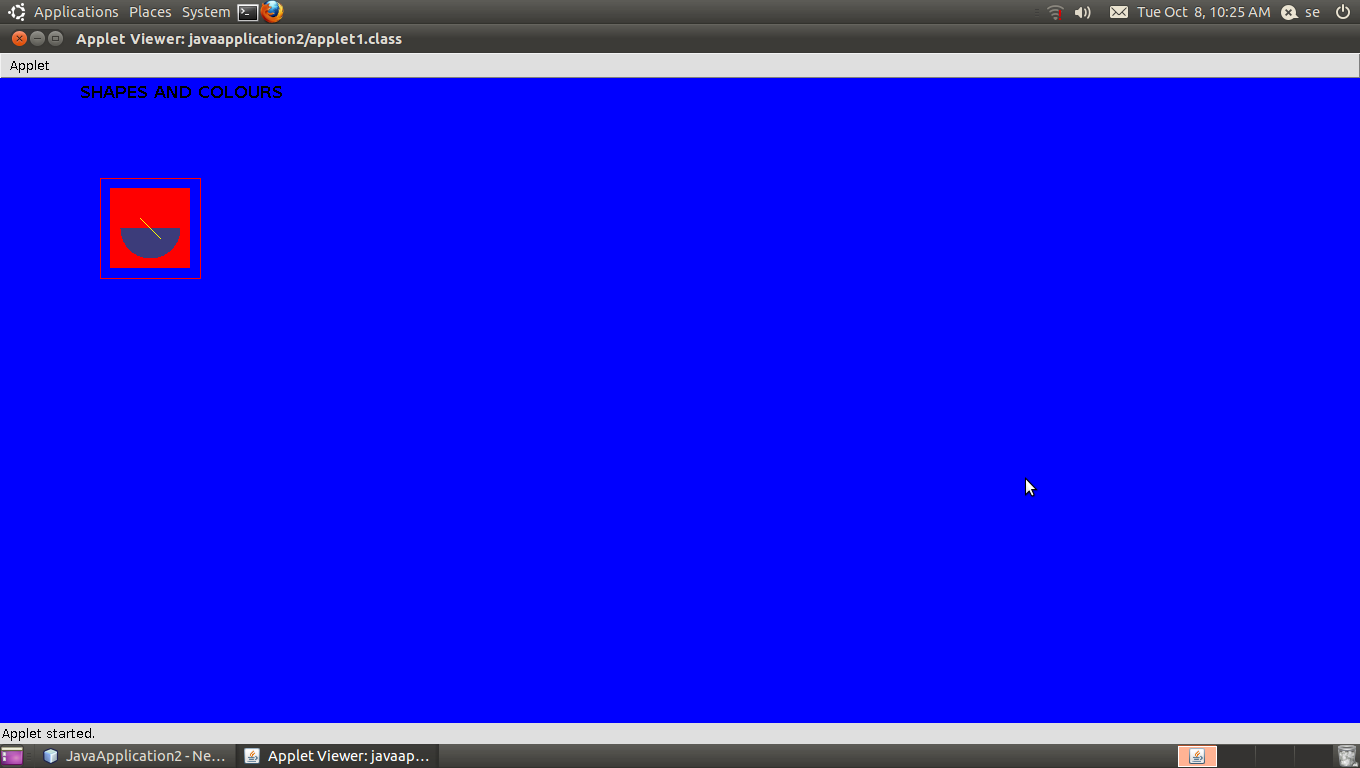 Applications Places System Tue Oct 8, 10:25 AM se
Applet Viewer: javaapplication2/applet1.class
Applet
SHAPES AND COLOURS
Applet started.
JavaApplication2 - Ne... Applet Viewer: javaap...